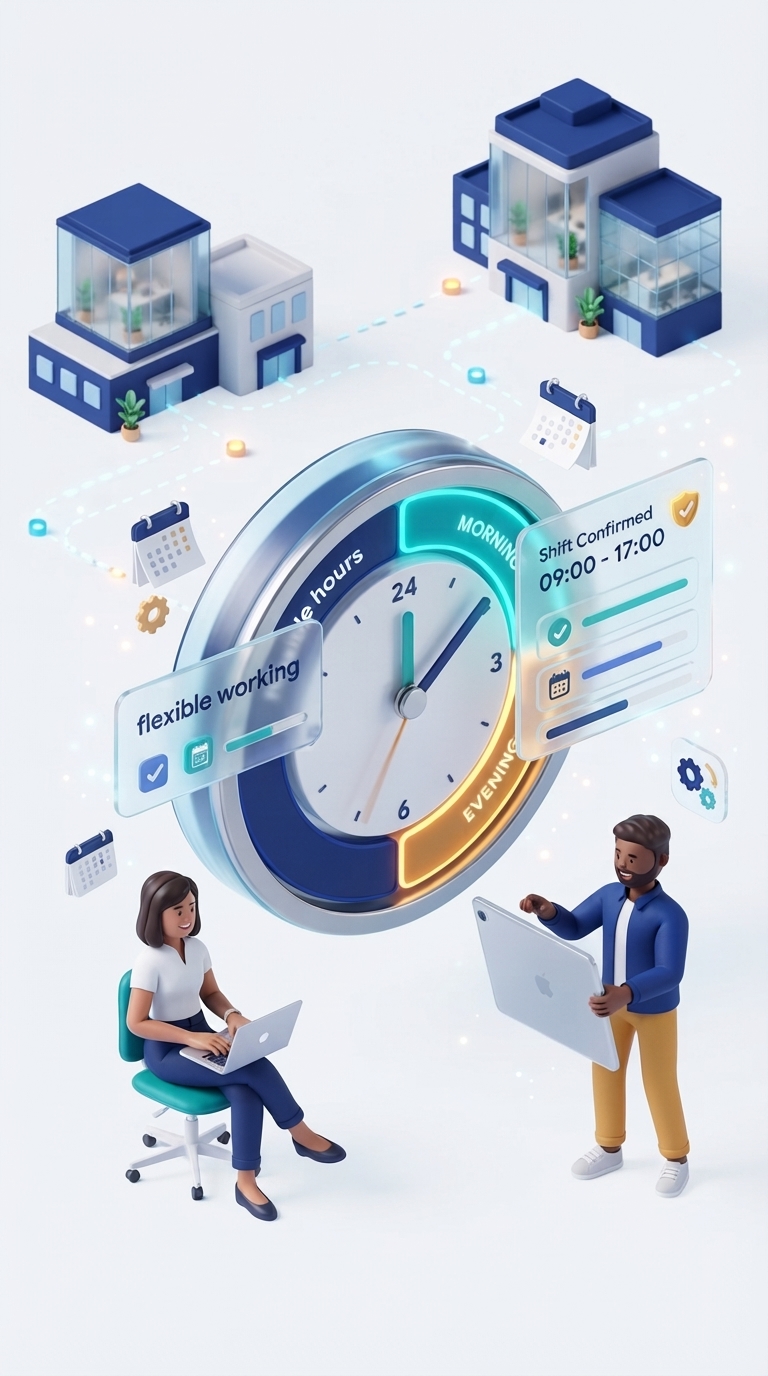 MORNING
Shift Confirmed
09:00 - 17:00
hours
24
3
6
flexible working
EVENING